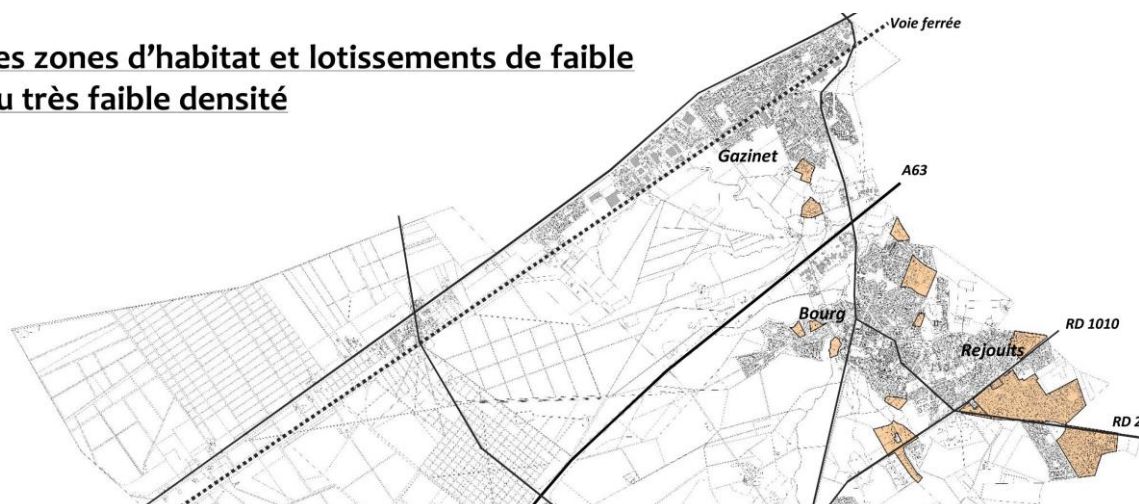 es zones d'habitat et lotissements de faible
u très faible densité
Voie ferrée
Gazinet
A63
Bourg
RD 1010
Rejouits
RD 2